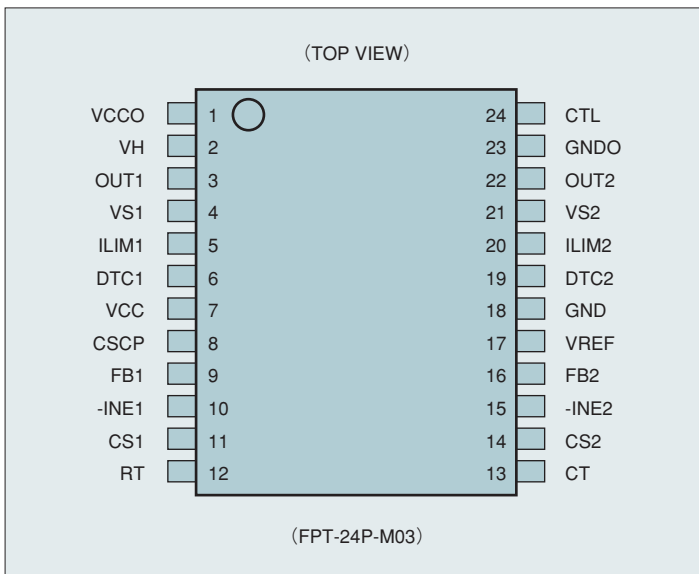 (TOP VIEW)
VCCO 1 24 CTL
VH 2 23 GNDO
OUT1 3 22 OUT2
VS1 4 21 VS2
ILIM1 5 20 ILIM2
DTC1 6 19 DTC2
VCC 7 18 GND
CSCP 8 17 VREF
FB1 9 16 FB2
-INE1 10 15 -INE2
CS1 11 14 CS2
RT 12 13 CT
(FPT-24P-M03)